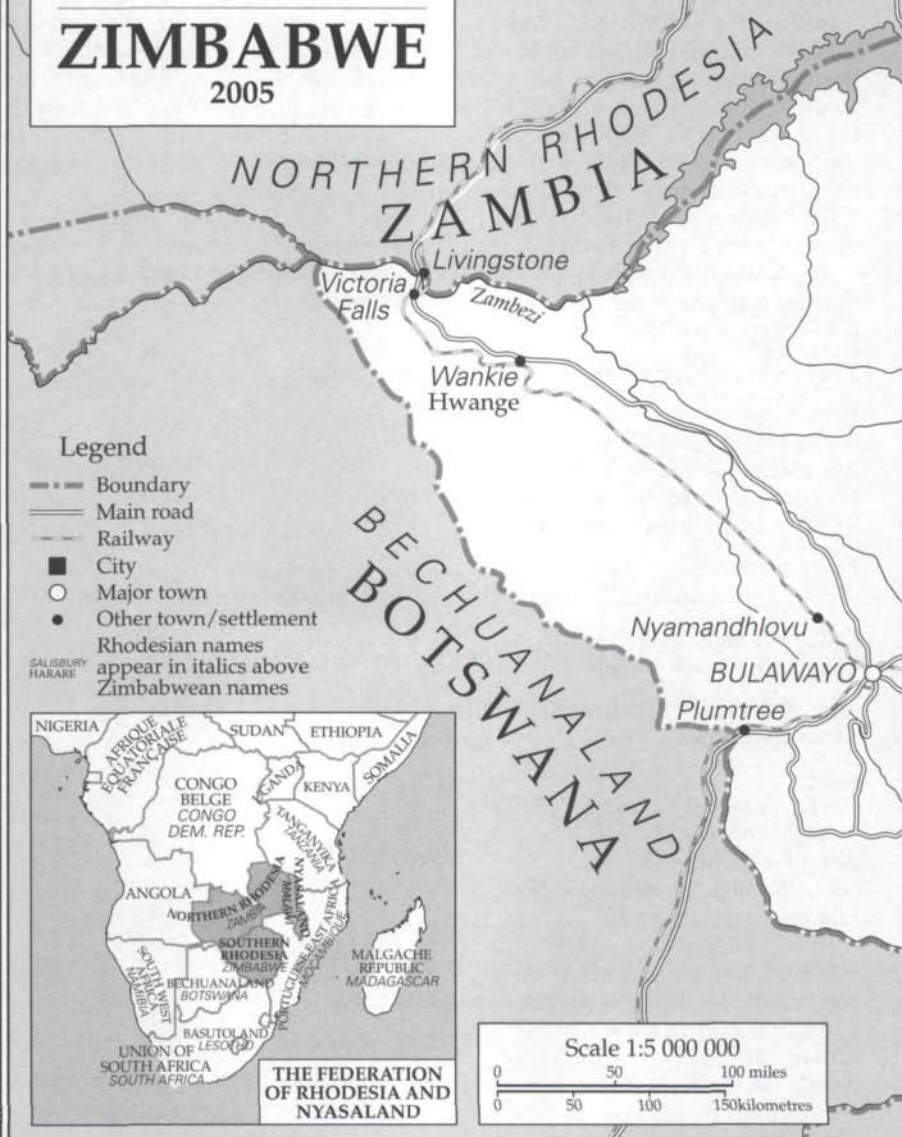 ZIMBABWE
2005
NORTHERN RHODESIA
ZAMBIA
Livingstone
Victoria
Falls
Zambezi
Wankie
Hwange
Legend
Boundary
Main road
Railway
City
Major town
Other town/settlement
SALISBURY
HARARE
Rhodesian names
appear in italics above
Zimbabwean names
BECHUANALAND
BOTSWANA
Nyamandhlovu
BULAWAYO
Plumtree
NIGERIA
AFRIQUE
EQUATORIALE
FRANÇAISE
SUDAN
ETHIOPIA
SOMALIA
UGANDA
KENYA
CONGO
BELGE
CONGO
DEM. REP.
TANGANYIKA
TANZANIA
ANGOLA
NORTHERN RHODESIA
ZAMBIA
NYASALAND
MALAWI
SOUTHERN
RHODESIA
ZIMBABWE
PORTUGUESE EAST AFRICA
MOÇAMBIQUE
MALGACHE
REPUBLIC
MADAGASCAR
SOUTH WEST
AFRICA
NAMIBIA
BECHUANALAND
BOTSWANA
BASUTOLAND
LESOTHO
UNION OF
SOUTH AFRICA
SOUTH AFRICA
THE FEDERATION
OF RHODESIA AND
NYASALAND
Scale 1:5 000 000
0 50 100 miles
0 50 100 150kilometres